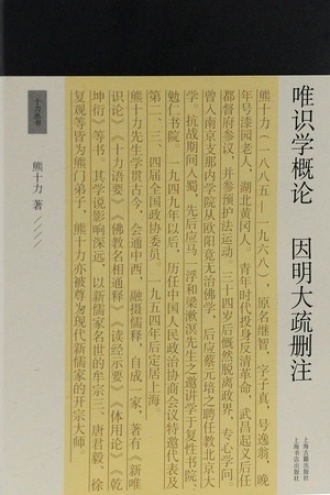 唯识学概论 因明大疏删注
熊十力（一八八五—一九六八），原名继智，字子真，号逸翁，晚
年号漆园老人，湖北黄冈人。青年时代投身反清革命，武昌起义后任
都督府参议，并参预护法运动。三十四岁后慨然脱离政界，专心学问，
曾入南京支那内学院从欧阳竟无治佛学，后应蔡元培之聘任教北京大
学。抗战期间入蜀，先后应马一浮和梁漱溟先生之邀讲学于复性书院、
勉仁书院。一九四九年以后，历任中国人民政治协商会议特邀代表及
第二、三、四届全国政协委员。一九五四年后定居上海。
熊十力先生学贯古今，会通中西，融摄儒释，自成一家，著有《新唯
识论》《十力语要》《佛教名相通释》《读经示要》《体用论》《乾
坤衍》等书。其学说影响深远，以新儒家名世的牟宗三、唐君毅、徐
复观等皆为熊门弟子，熊十力亦被尊为现代新儒家的开宗大师
十力丛书
熊十力 著
上海古籍出版社
上海书店出版社